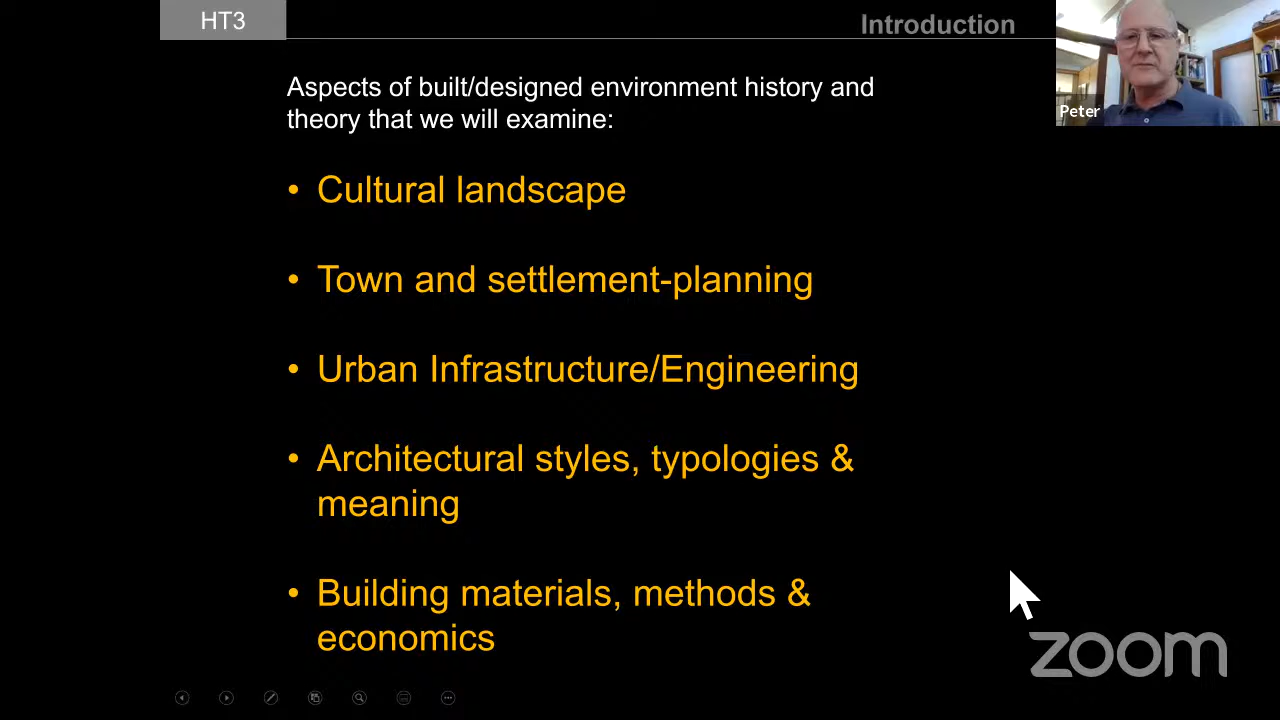 HT3
Introduction
Peter
Aspects of built/designed environment history and
theory that we will examine:
• Cultural landscape
• Town and settlement-planning
• Urban Infrastructure/Engineering
• Architectural styles, typologies &
meaning
• Building materials, methods &
economics
zoom